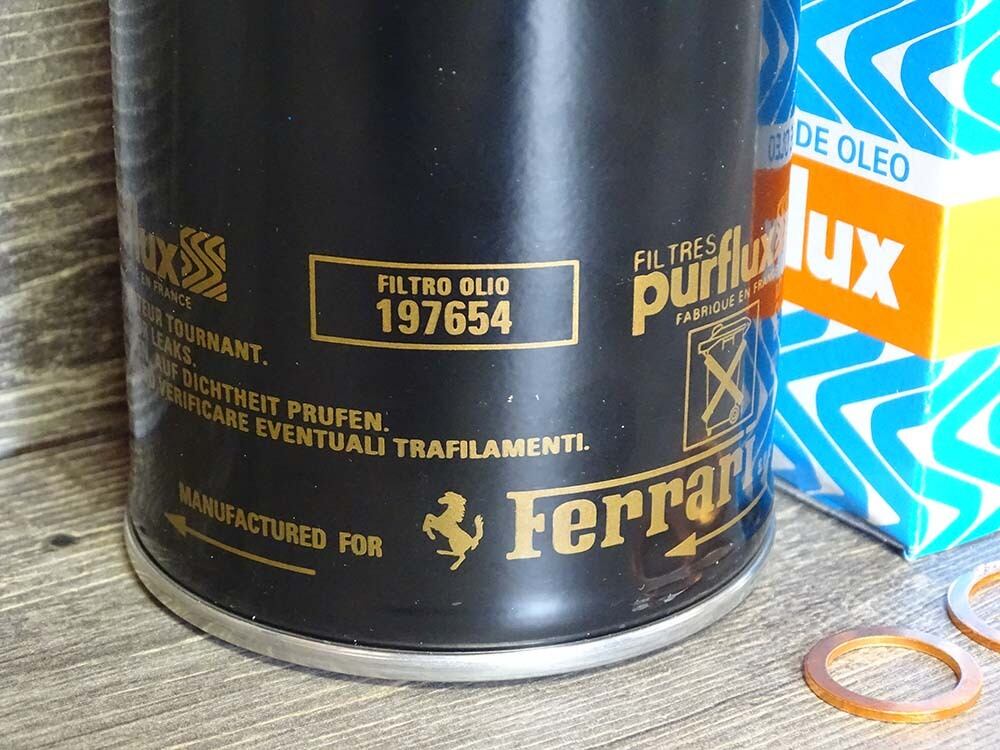 FILTRO OLIO
197654
lux
EN FRANCE
TOURNANT.
LEAKS.
AUF DICHTHEIT PRUFEN.
VERIFICARE EVENTUALI TRAFILAMENTI.
MANUFACTURED FOR
Ferrari
FILTRES
purflux
FABRIQUE EN FRANCE
DE OLEO
lux